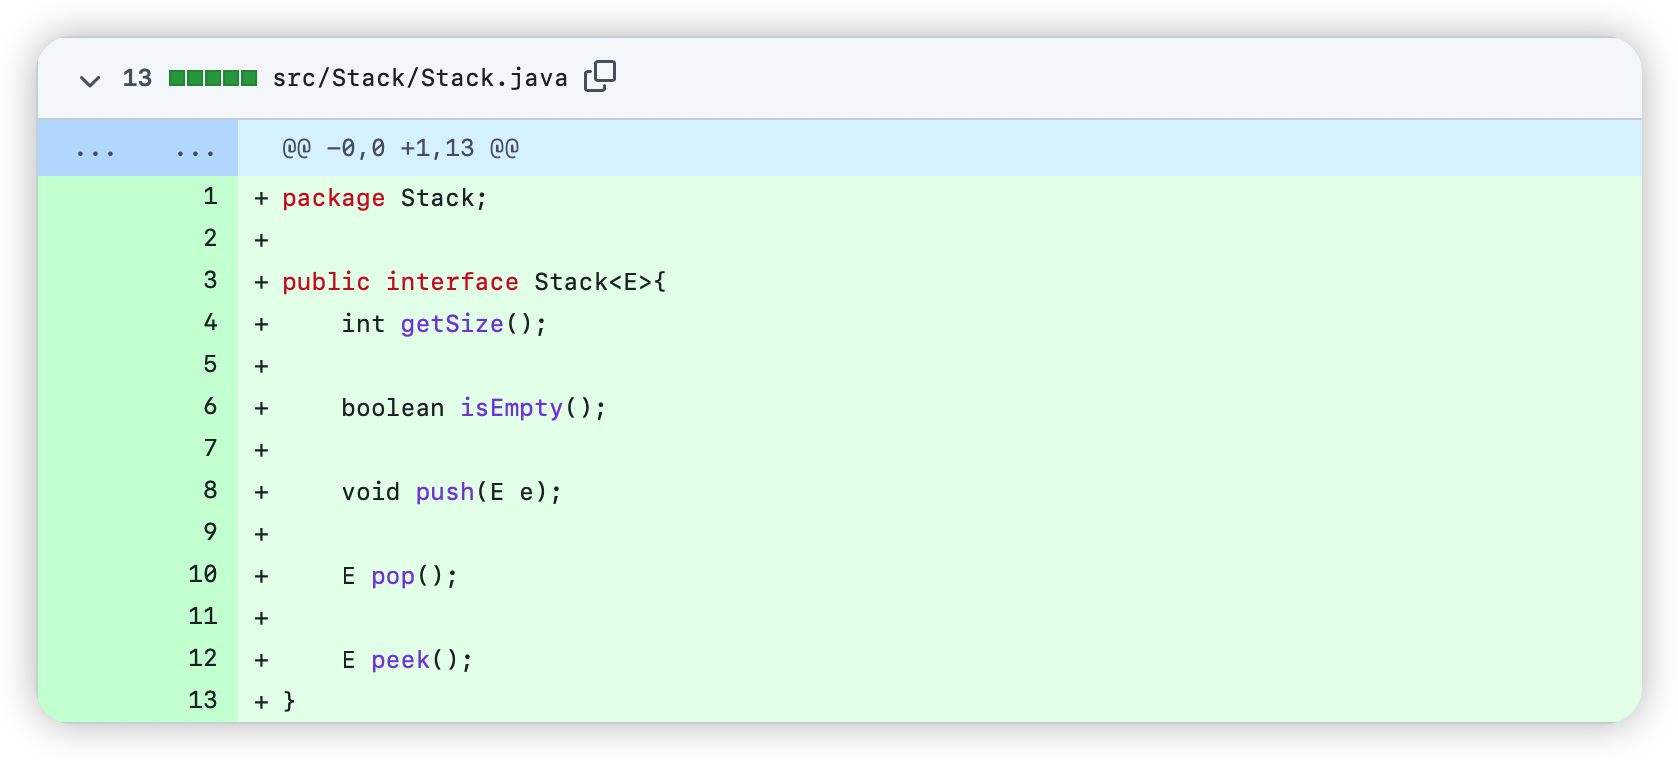 13 src/Stack/Stack.java
... ... @@ -0,0 +1,13 @@
1 + package Stack;
2 +
3 + public interface Stack<E>{
4 +     int getSize();
5 +
6 +     boolean isEmpty();
7 +
8 +     void push(E e);
9 +
10 +     E pop();
11 +
12 +     E peek();
13 + }